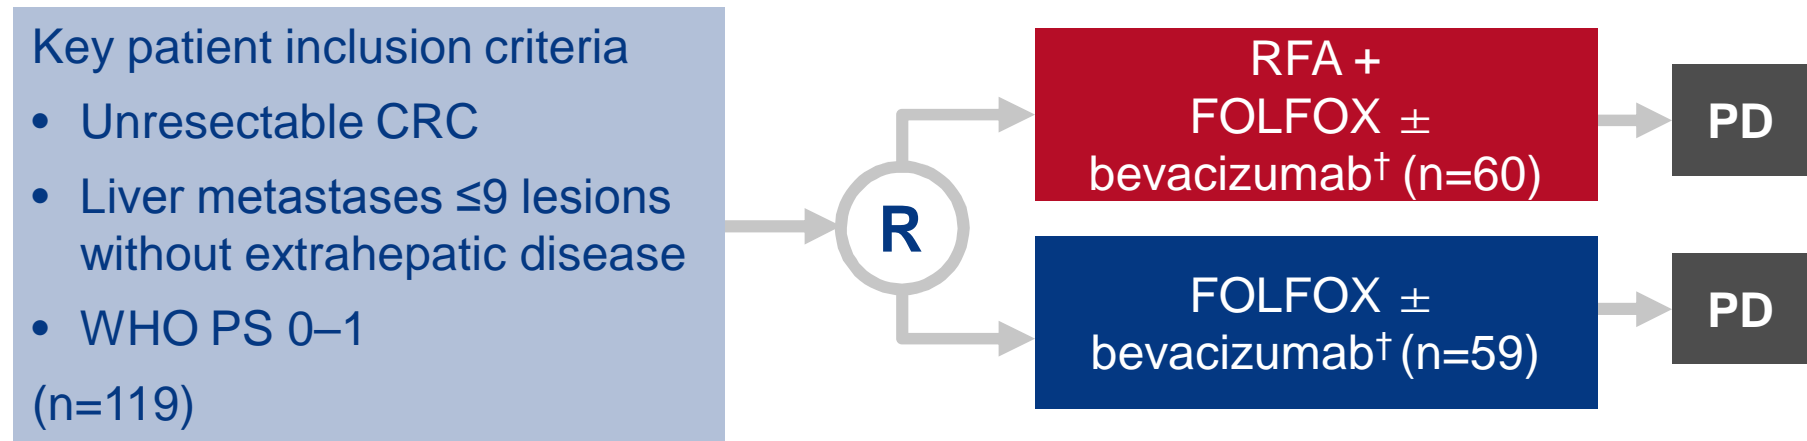 Key patient inclusion criteria
• Unresectable CRC
• Liver metastases ≤9 lesions
without extrahepatic disease
• WHO PS 0–1
(n=119)
R
RFA +
FOLFOX ±
bevacizumab† (n=60)
PD
FOLFOX ±
bevacizumab† (n=59)
PD